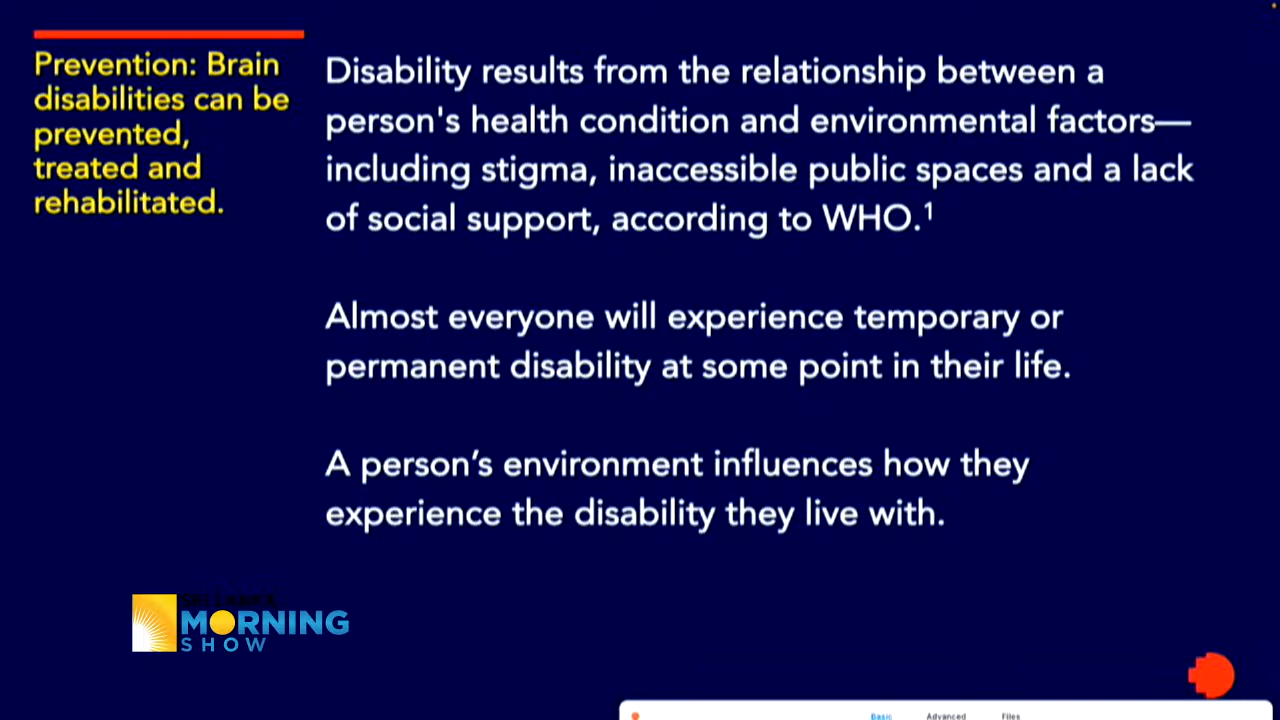 Prevention: Brain
disabilities can be
prevented,
treated and
rehabilitated.
Disability results from the relationship between a
person's health condition and environmental factors—
including stigma, inaccessible public spaces and a lack
of social support, according to WHO.¹
Almost everyone will experience temporary or
permanent disability at some point in their life.
A person’s environment influences how they
experience the disability they live with.
MORNING
SHOW
Basic Advanced Files